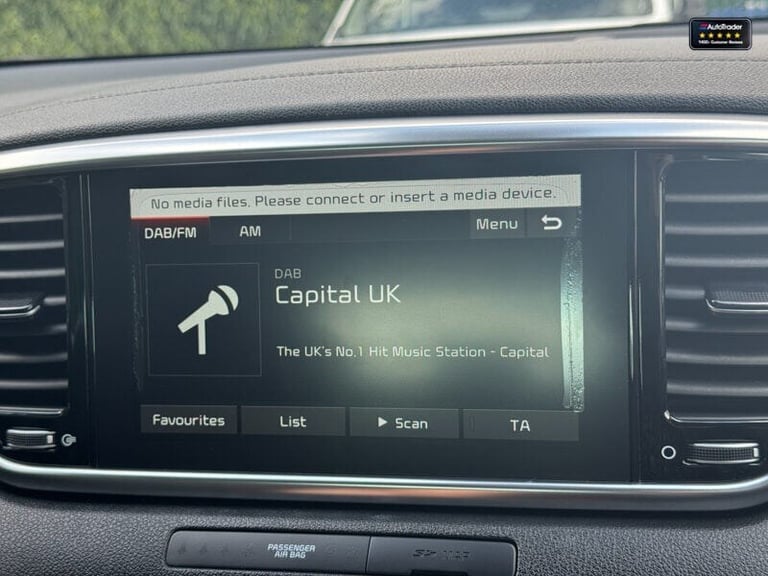 AutoTrader
No media files. Please connect or insert a media device.
DAB/FM AM Menu
DAB
Capital UK
The UK's No.1 Hit Music Station - Capital
Favourites List Scan TA
PASSENGER
AIR BAG